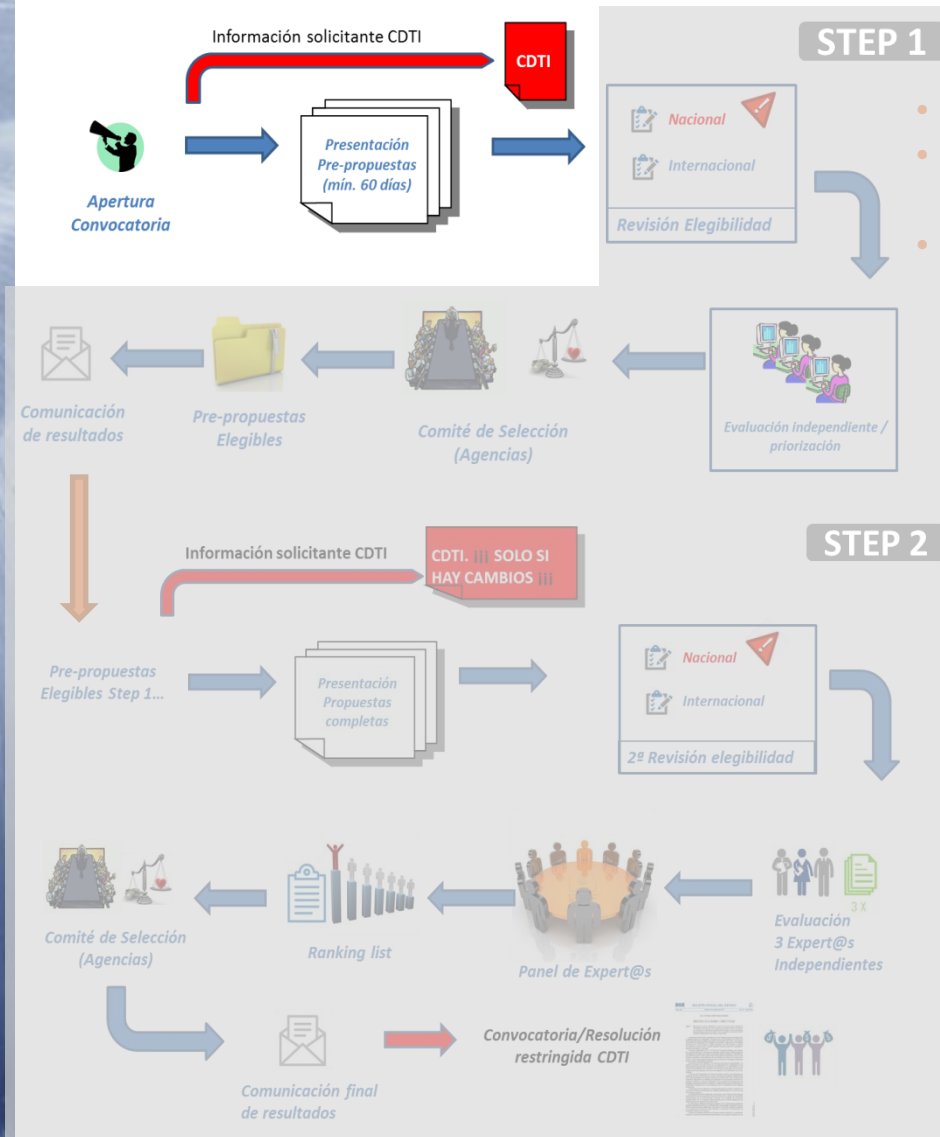 Información solicitante CDTI
CDTI
STEP 1
Nacional
Internacional
Revisión Elegibilidad
Presentación
Pre-propuestas
(mín. 60 días)
Apertura
Convocatoria
Comunicación
de resultados
Pre-propuestas
Elegibles
Comité de Selección
(Agencias)
Evaluación independiente /
priorización
STEP 2
Información solicitante CDTI
CDTI. ¡¡¡ SOLO SI
HAY CAMBIOS ¡¡¡
Pre-propuestas
Elegibles Step 1...
Presentación
Propuestas
completas
Nacional
Internacional
2ª Revisión elegibilidad
Comité de Selección
(Agencias)
Ranking list
Panel de Expert@s
3 x
Evaluación
3 Expert@s
Independientes
Comunicación final
de resultados
Convocatoria/Resolución
restringida CDTI